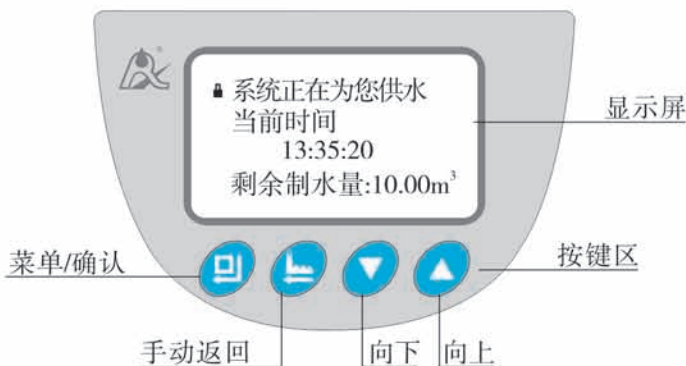 系统正在为您供水
当前时间
13:35:20
剩余制水量:10.00m³
显示屏
菜单/确认
按键区
手动返回
向下
向上